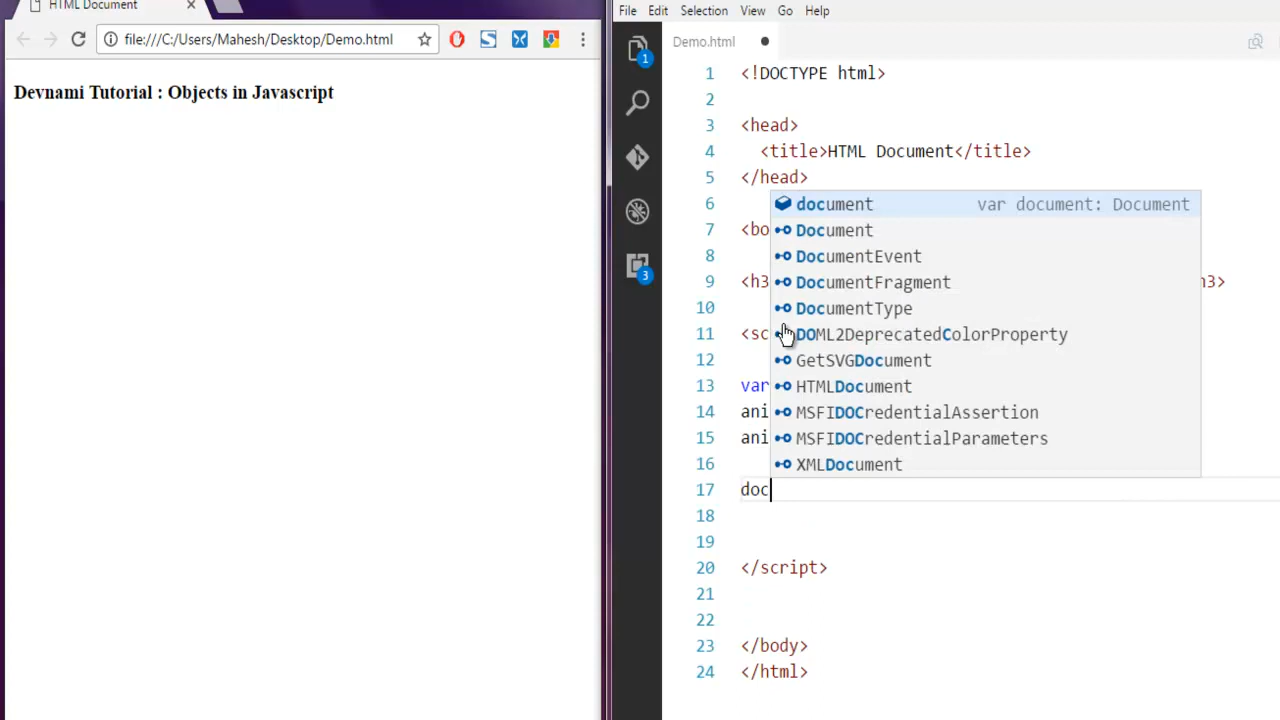 HTML Document
file:///C:/Users/Mahesh/Desktop/Demo.html
Devnami Tutorial : Objects in Javascript
File Edit Selection View Go Help
Demo.html
1
3
1 <!DOCTYPE html>
2
3 <head>
4 <title>HTML Document</title>
5 </head>
6
7 <bo
8
9 <h3 h3>
10
11 <sc
12
13 var
14 ani
15 ani
16
17 doc
18
19
20 </script>
21
22
23 </body>
24 </html>
document var document: Document
Document
DocumentEvent
DocumentFragment
DocumentType
DOML2DeprecatedColorProperty
GetSVGDocument
HTMLDocument
MSFIDOCredentialAssertion
MSFIDOCredentialParameters
XMLDocument